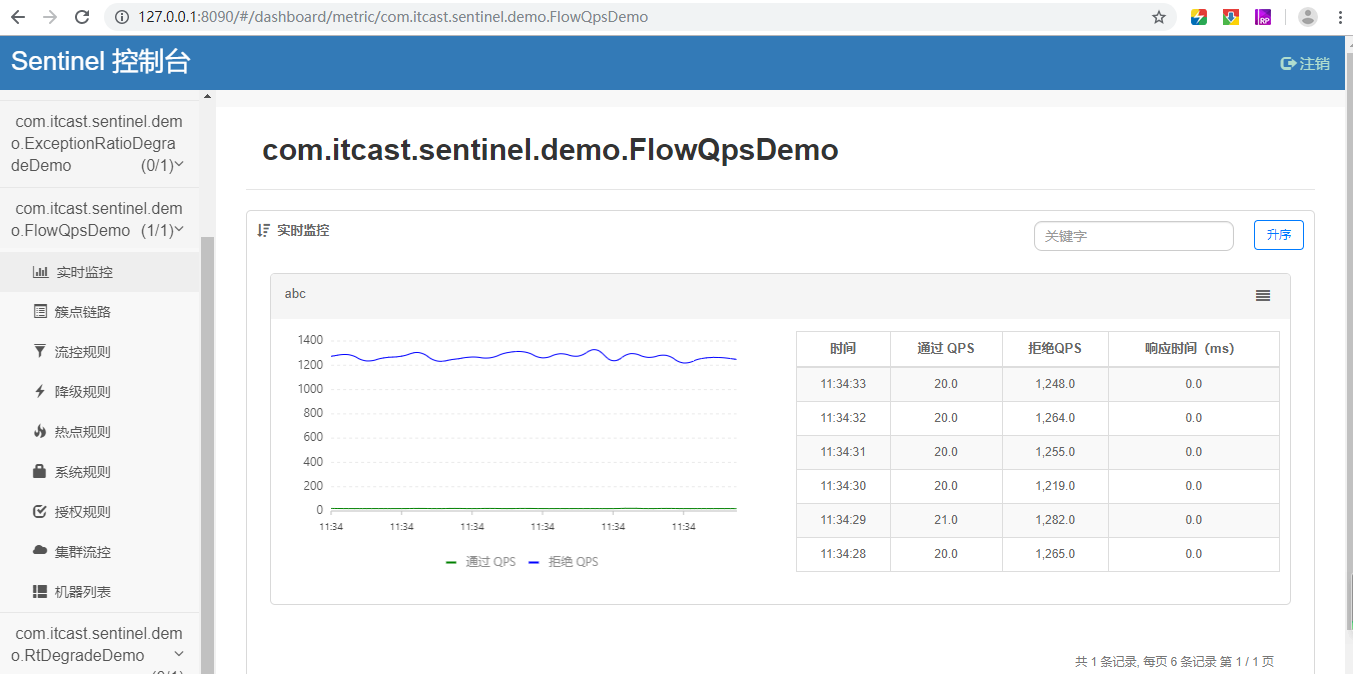 127.0.0.1:8090/#/dashboard/metric/com.itcast.sentinel.demo.FlowQpsDemo
RP
Sentinel 控制台
注销
com.itcast.sentinel.dem
o.ExceptionRatioDegra
deDemo (0/1)
com.itcast.sentinel.dem
o.FlowQpsDemo (1/1)
实时监控
簇点链路
流控规则
降级规则
热点规则
系统规则
授权规则
集群流控
机器列表
com.itcast.sentinel.dem
o.RtDegradeDemo
com.itcast.sentinel.demo.FlowQpsDemo
实时监控
关键字
升序
abc
1400
1200
1000
800
600
400
200
0
11:34 11:34 11:34 11:34 11:34 11:34
通过 QPS 拒绝 QPS
时间 通过 QPS 拒绝QPS 响应时间（ms）
11:34:33 20.0 1,248.0 0.0
11:34:32 20.0 1,264.0 0.0
11:34:31 20.0 1,255.0 0.0
11:34:30 20.0 1,219.0 0.0
11:34:29 21.0 1,282.0 0.0
11:34:28 20.0 1,265.0 0.0
共 1 条记录, 每页 6 条记录 第 1 / 1 页